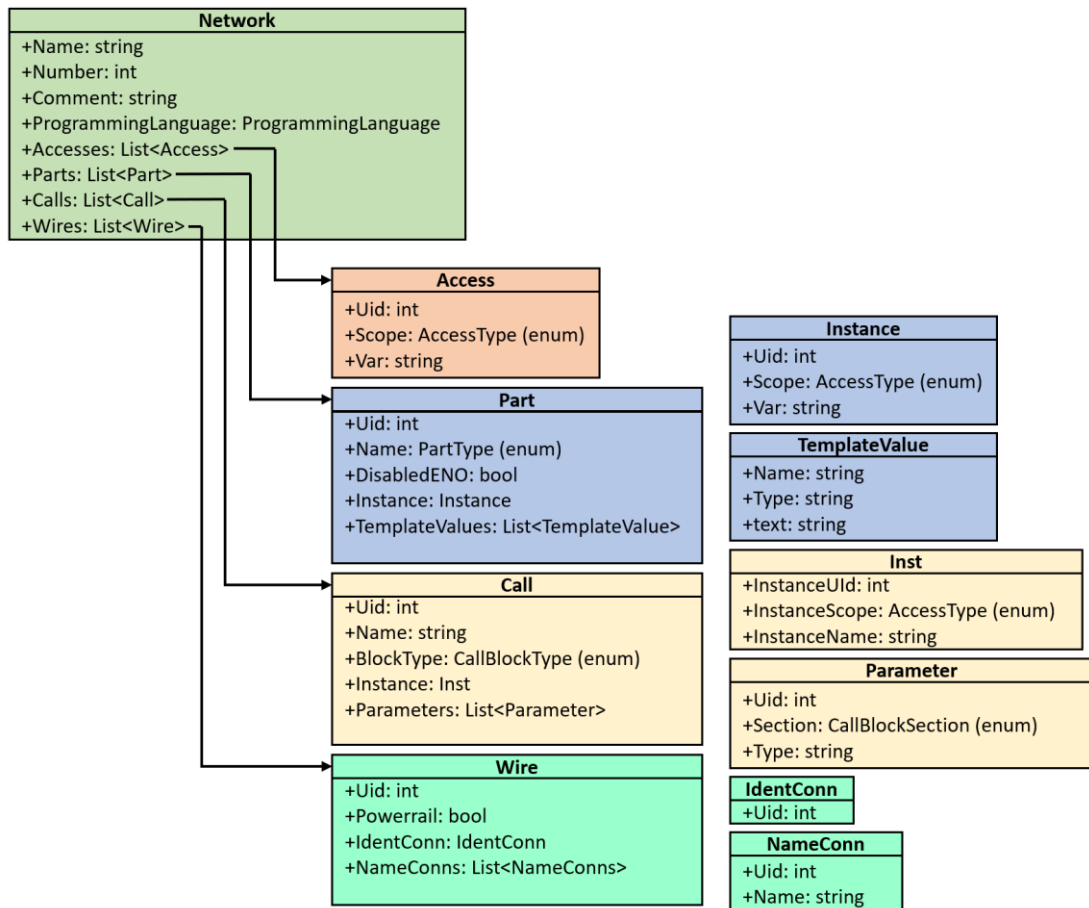 Network
+Name: string
+Number: int
+Comment: string
+ProgrammingLanguage: ProgrammingLanguage
+Accesses: List<Access>
+Parts: List<Part>
+Calls: List<Call>
+Wires: List<Wire>
Access
+Uid: int
+Scope: AccessType (enum)
+Var: string
Part
+Uid: int
+Name: PartType (enum)
+DisabledENO: bool
+Instance: Instance
+TemplateValues: List<TemplateValue>
Call
+Uid: int
+Name: string
+BlockType: CallBlockType (enum)
+Instance: Inst
+Parameters: List<Parameter>
Wire
+Uid: int
+Powerrail: bool
+IdentConn: IdentConn
+NameConns: List<NameConns>
Instance
+Uid: int
+Scope: AccessType (enum)
+Var: string
TemplateValue
+Name: string
+Type: string
+text: string
Inst
+InstanceUId: int
+InstanceScope: AccessType (enum)
+InstanceName: string
Parameter
+Uid: int
+Section: CallBlockSection (enum)
+Type: string
IdentConn
+Uid: int
NameConn
+Uid: int
+Name: string